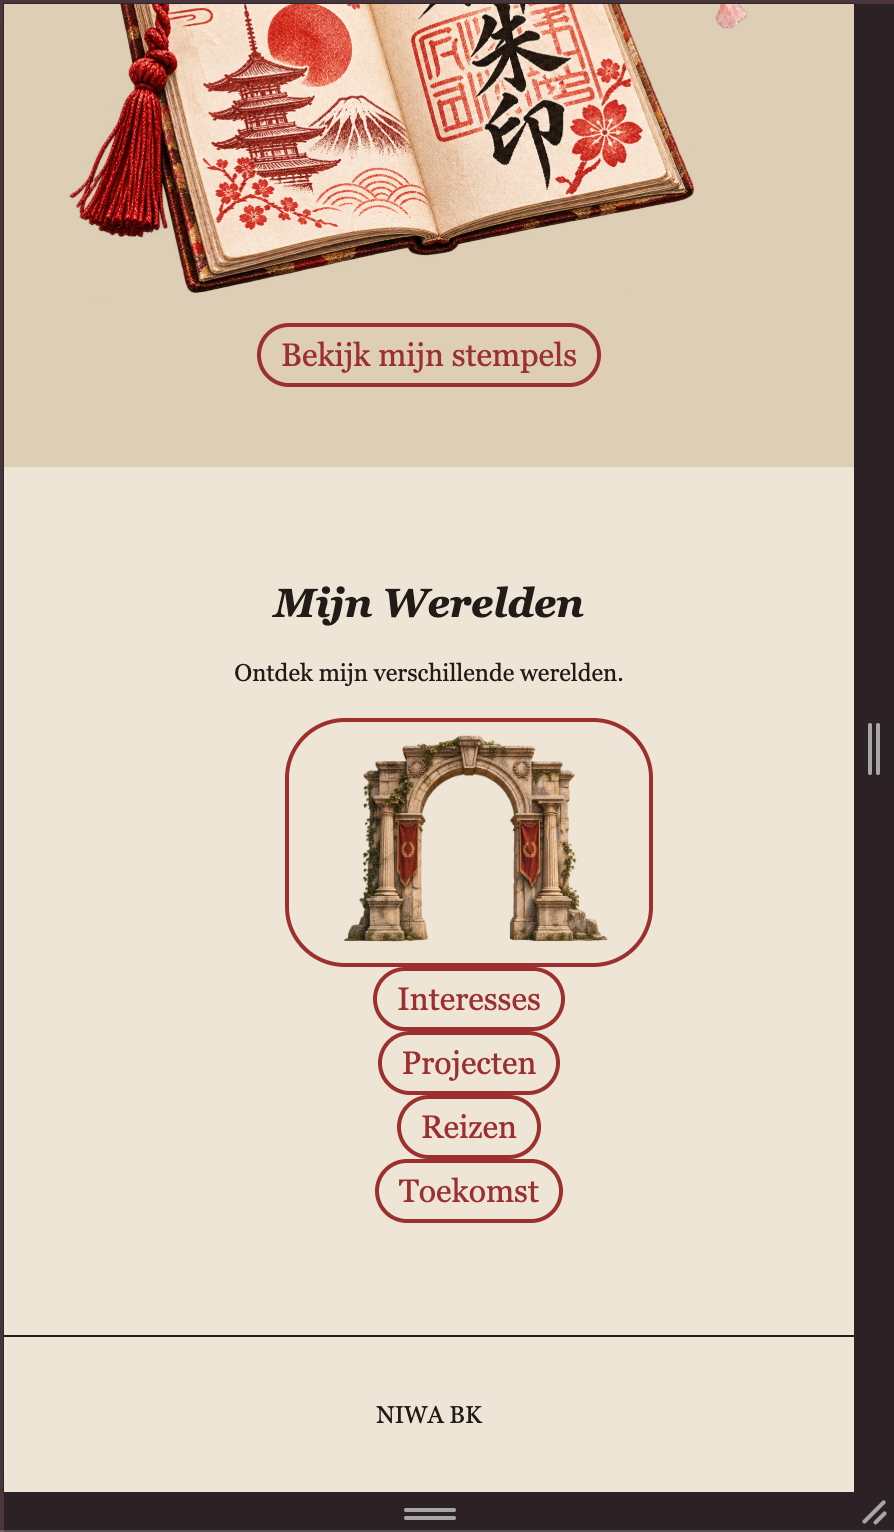 朱
印
Bekijk mijn stempels
Mijn Werelden
Ontdek mijn verschillende werelden.
Interesses
Projecten
Reizen
Toekomst
NIWA BK